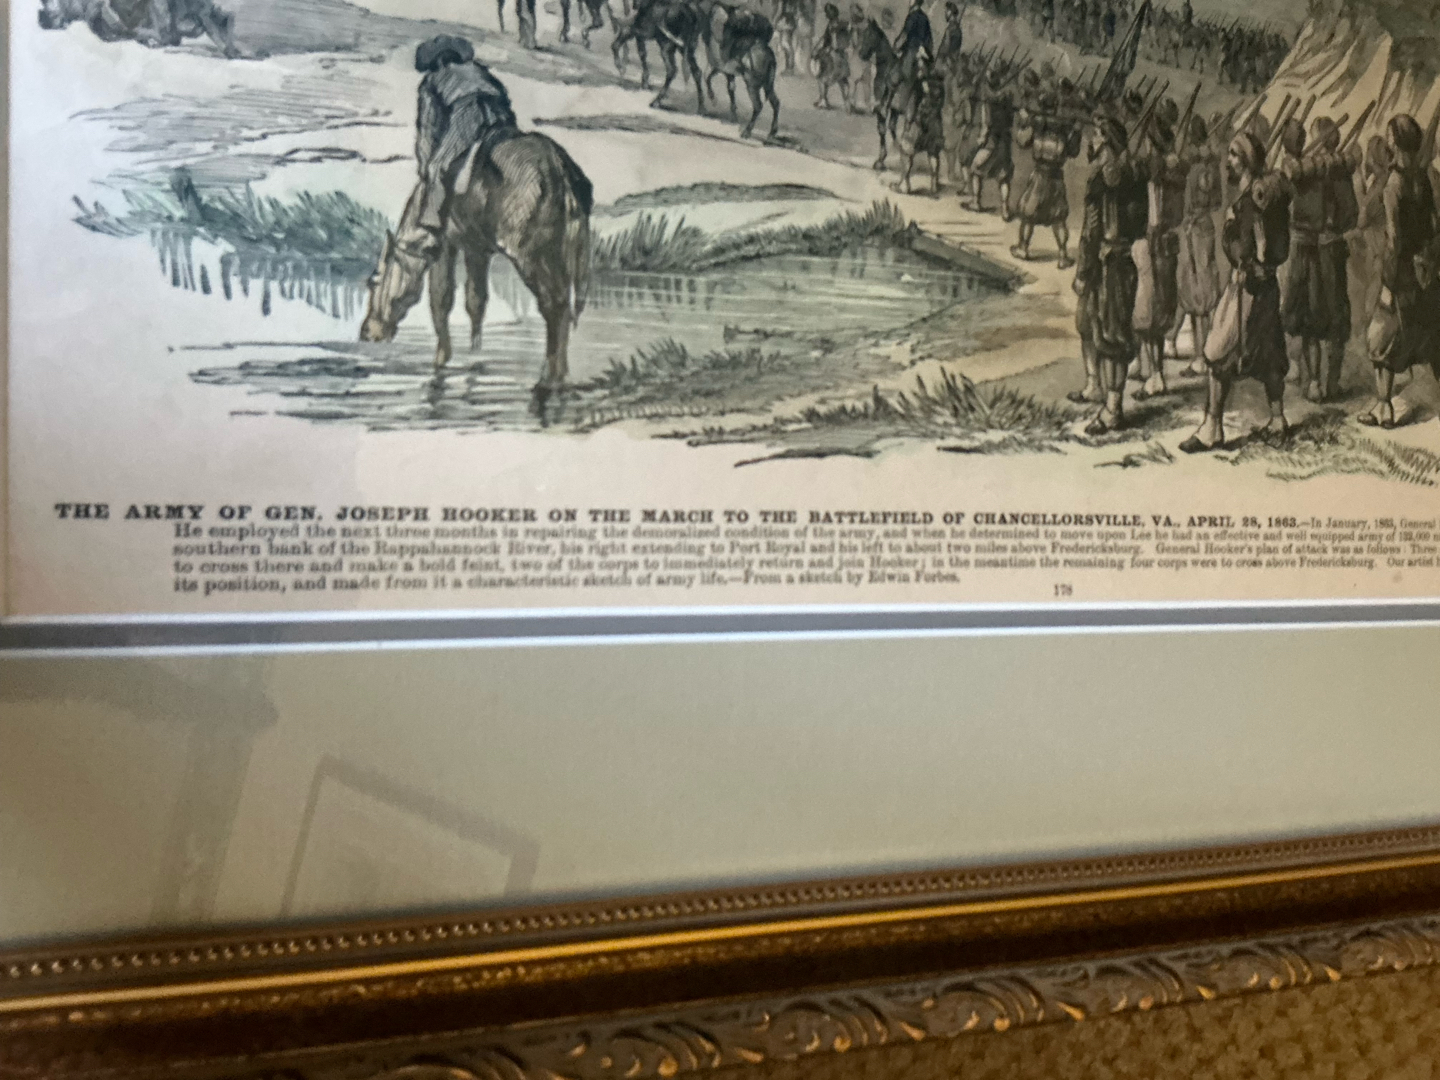 THE ARMY OF GEN. JOSEPH HOOKER ON THE MARCH TO THE BATTLEFIELD OF CHANCELLORSVILLE, VA., APRIL 28, 1863.—In January, 1863, General
He employed the next three months in repairing the demoralized condition of the army, and when he determined to move upon Lee he had an effective and well equipped army of
southern bank of the Rappahannock River, his right extending to Port Royal and his left to about two miles above Fredericksburg. General Hooker's plan of attack was as follows: Three
to cross there and make a bold feint, two of the corps to immediately return and join Hooker; in the meantime the remaining four corps were to cross above Fredericksburg. Our artist
its position, and made from it a characteristic sketch of army life.—From a sketch by Edwin Forbes.
178